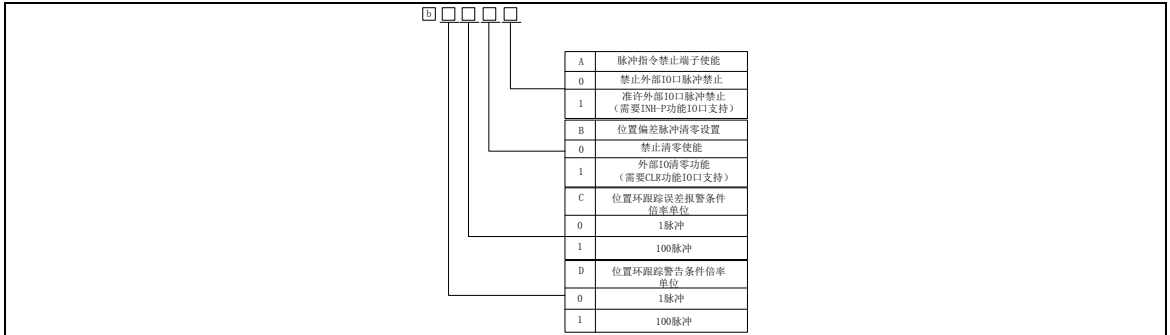 b□□□□
A 脉冲指令禁止端子使能
0 禁止外部IO口脉冲禁止
1 准许外部IO口脉冲禁止
（需要INH-P功能IO口支持）
B 位置偏差脉冲清零设置
0 禁止清零使能
1 外部IO清零功能
（需要CLR功能IO口支持）
C 位置环跟踪误差报警条件
倍率单位
0 1脉冲
1 100脉冲
D 位置环跟踪警告条件倍率
单位
0 1脉冲
1 100脉冲